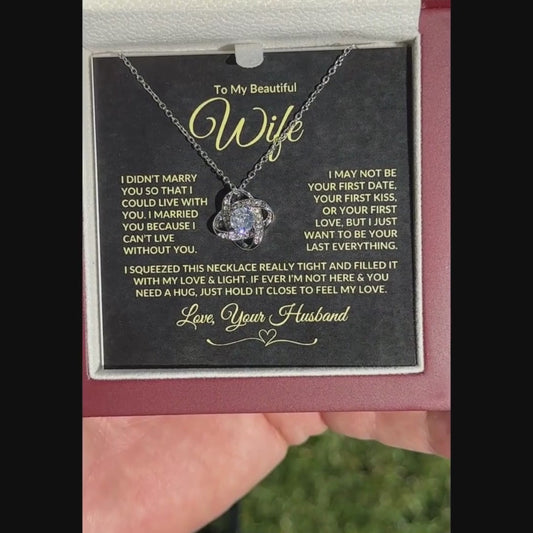 To My Beautiful
Wife
I DIDN'T MARRY
YOU SO THAT I
COULD LIVE WITH
YOU. I MARRIED
YOU BECAUSE I
CAN'T LIVE
WITHOUT YOU.
I MAY NOT BE
YOUR FIRST DATE,
YOUR FIRST KISS,
OR YOUR FIRST
LOVE, BUT I JUST
WANT TO BE YOUR
LAST EVERYTHING.
I SQUEEZED THIS NECKLACE REALLY TIGHT AND FILLED IT
WITH MY LOVE & LIGHT. IF EVER I'M NOT HERE & YOU
NEED A HUG, JUST HOLD IT CLOSE TO FEEL MY LOVE.
Love, Your Husband